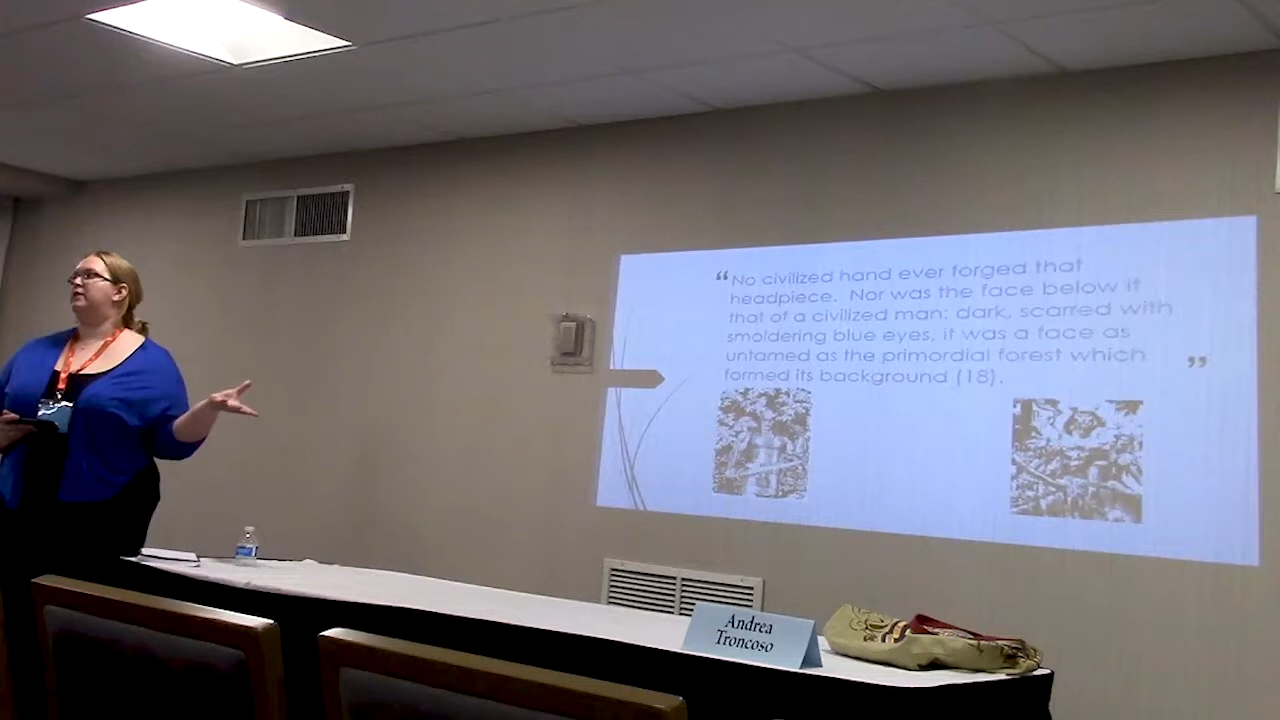 “No civilized hand ever forged that
headpiece. Nor was the face below it
that of a civilized man: dark, scarred with
smoldering blue eyes, it was a face as
untamed as the primordial forest which
formed its background (18). ”
Andrea
Troncoso